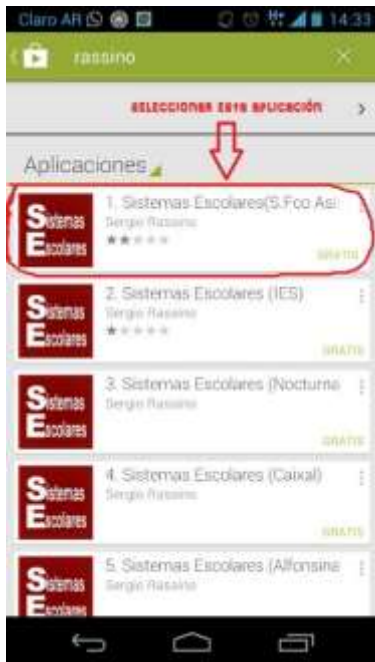 Claro AR 14:33
rassino
SELECCIONAR ESTA APLICACIÓN
Aplicaciones
Sistemas Escolares
1. Sistemas Escolares(S.Fco Asi
Sergio Rassino
GRATIS
Sistemas Escolares
2. Sistemas Escolares (IES)
Sergio Rassino
GRATIS
Sistemas Escolares
3. Sistemas Escolares (Nocturna
Sergio Rassino
GRATIS
Sistemas Escolares
4. Sistemas Escolares (Caixal)
Sergio Rassino
GRATIS
Sistemas Escolares
5. Sistemas Escolares (Alfonsina
Sergio Rassino